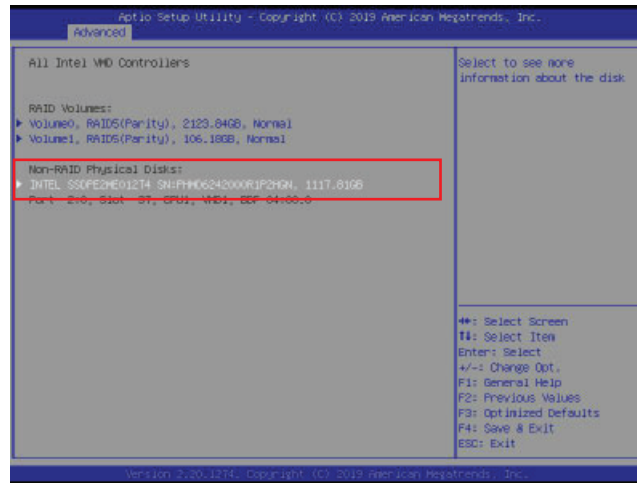 Aptio Setup Utility - Copyright (C) 2019 American Megatrends, Inc.
Advanced
All Intel VMD Controllers
RAID Volumes:
Volume0, RAID5(Parity), 2123.84GB, Normal
Volume1, RAID5(Parity), 106.18GB, Normal
Non-RAID Physical Disks:
INTEL SSDPE2ME012T4 SN:PHMD6242000R1P2HGN, 1117.81GB
Port 2:0, Slot 37, CPU1, VMD1, BDF 04:00.0
Select to see more
information about the disk
↔: Select Screen
↑↓: Select Item
Enter: Select
+/-: Change Opt.
F1: General Help
F2: Previous Values
F3: Optimized Defaults
F4: Save & Exit
ESC: Exit
Version 2.20.1274. Copyright (C) 2019 American Megatrends, Inc.